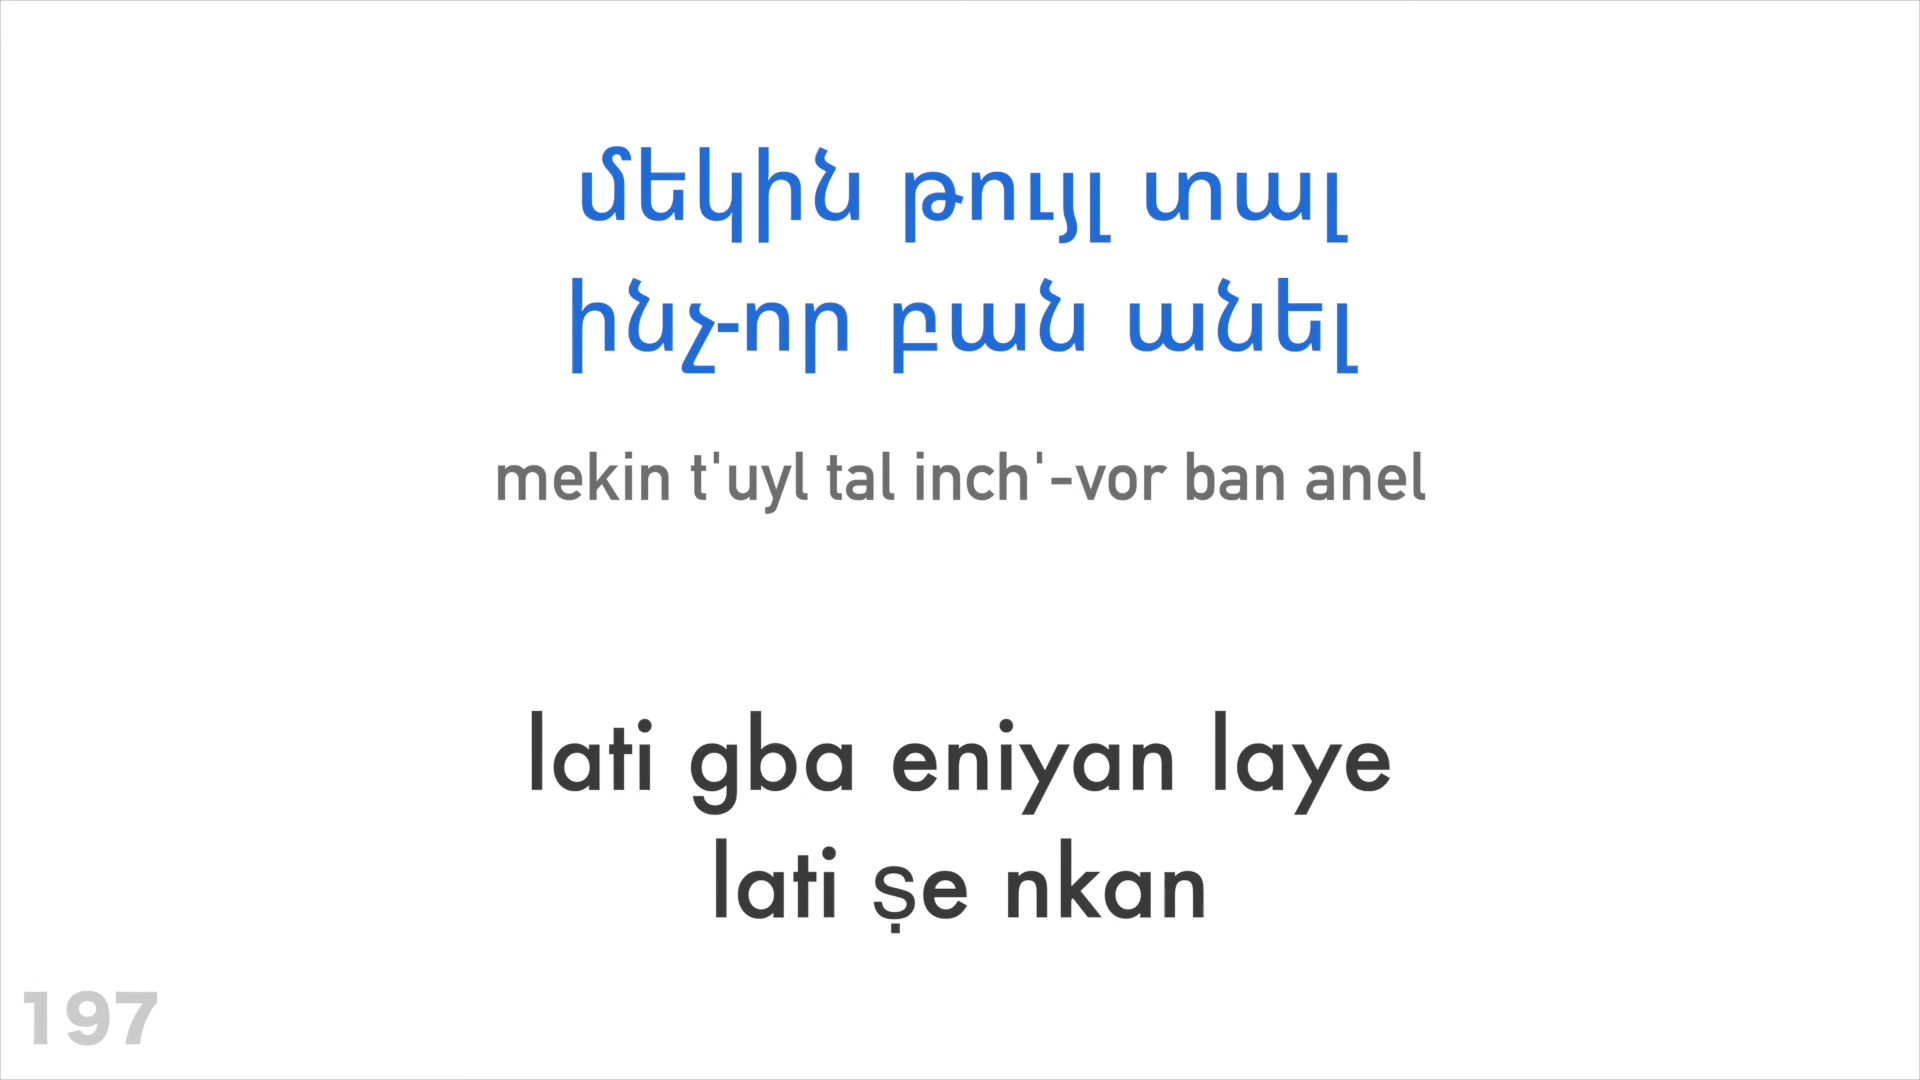 մեկին թույլ տալ
ինչ-որ բան անել
mekin t'uyl tal inch'-vor ban anel
lati gba eniyan laye
lati ṣe nkan
197